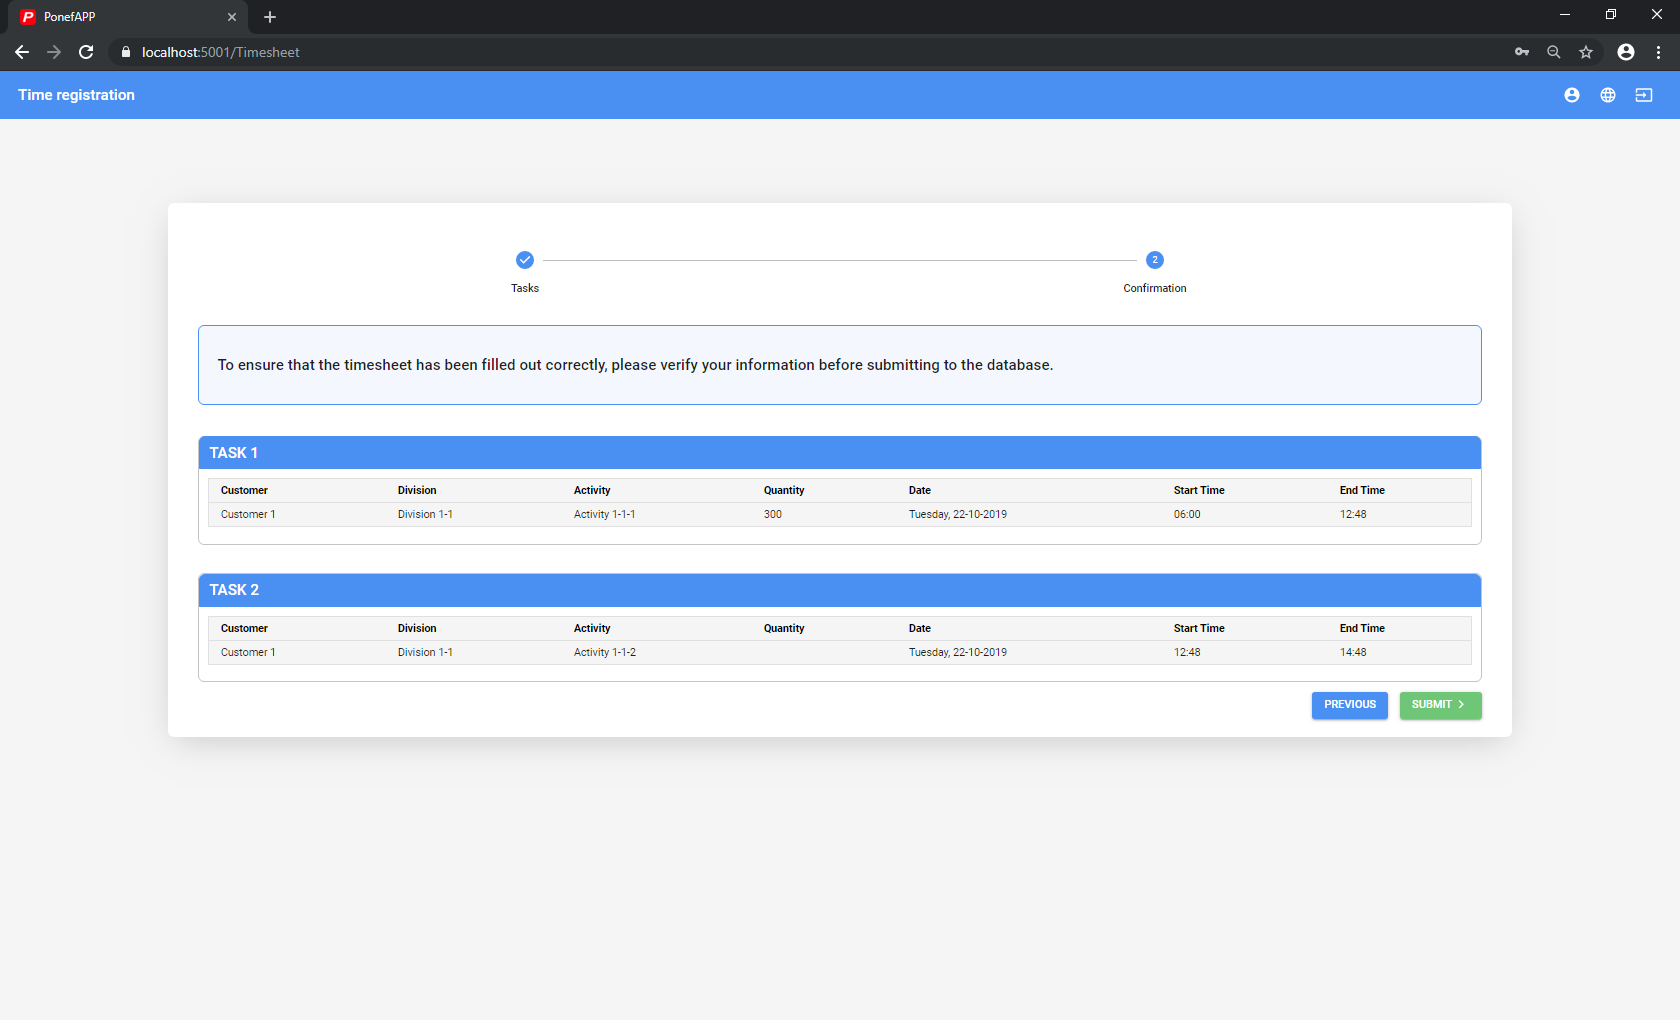 PonefAPP
localhost:5001/Timesheet
Time registration
2
Tasks
Confirmation
To ensure that the timesheet has been filled out correctly, please verify your information before submitting to the database.
TASK 1
Customer Division Activity Quantity Date Start Time End Time
Customer 1 Division 1-1 Activity 1-1-1 300 Tuesday, 22-10-2019 06:00 12:48
TASK 2
Customer Division Activity Quantity Date Start Time End Time
Customer 1 Division 1-1 Activity 1-1-2 Tuesday, 22-10-2019 12:48 14:48
PREVIOUS SUBMIT